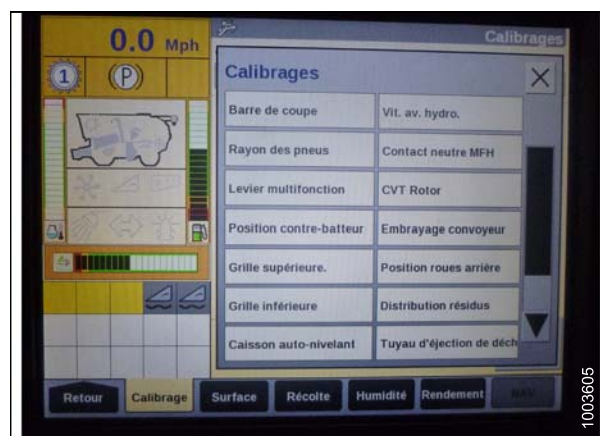 0.0 Mph
Calibrages
1
(P)
Calibrages
Barre de coupe
Vit. av. hydro.
Rayon des pneus
Contact neutre MFH
Levier multifonction
CVT Rotor
Position contre-batteur
Embrayage convoyeur
Grille supérieure.
Position roues arrière
Grille inférieure
Distribution résidus
Caisson auto-nivelant
Tuyau d'éjection de déch
Retour
Calibrage
Surface
Récolte
Humidité
Rendement
NAV
1003605